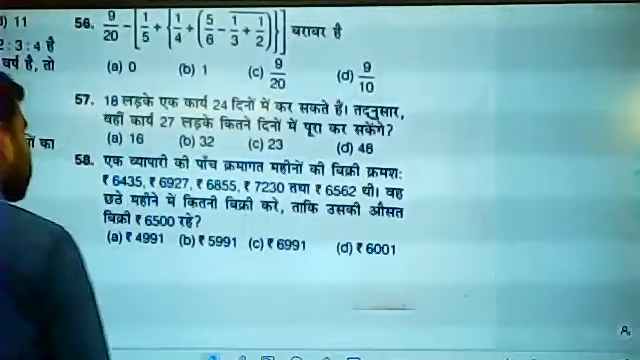 ) 11
2 : 3 : 4 है
वर्ष है, तो
का
56. 9/20 − [1/5 + {1/4 + (5/6 − \overline{1/3 + 1/2})}] बराबर है
(a) 0 (b) 1 (c) 9/20 (d) 9/10
57. 18 लड़के एक कार्य 24 दिनों में कर सकते हैं। तद्नुसार,
वही कार्य 27 लड़के कितने दिनों में पूरा कर सकेंगे?
(a) 16 (b) 32 (c) 23 (d) 48
58. एक व्यापारी की पाँच क्रमागत महीनों की बिक्री क्रमशः
₹ 6435, ₹ 6927, ₹ 6855, ₹ 7230 तथा ₹ 6562 थी। वह
छठे महीने में कितनी बिक्री करे, ताकि उसकी औसत
बिक्री ₹ 6500 रहे?
(a) ₹ 4991 (b) ₹ 5991 (c) ₹ 6991 (d) ₹ 6001